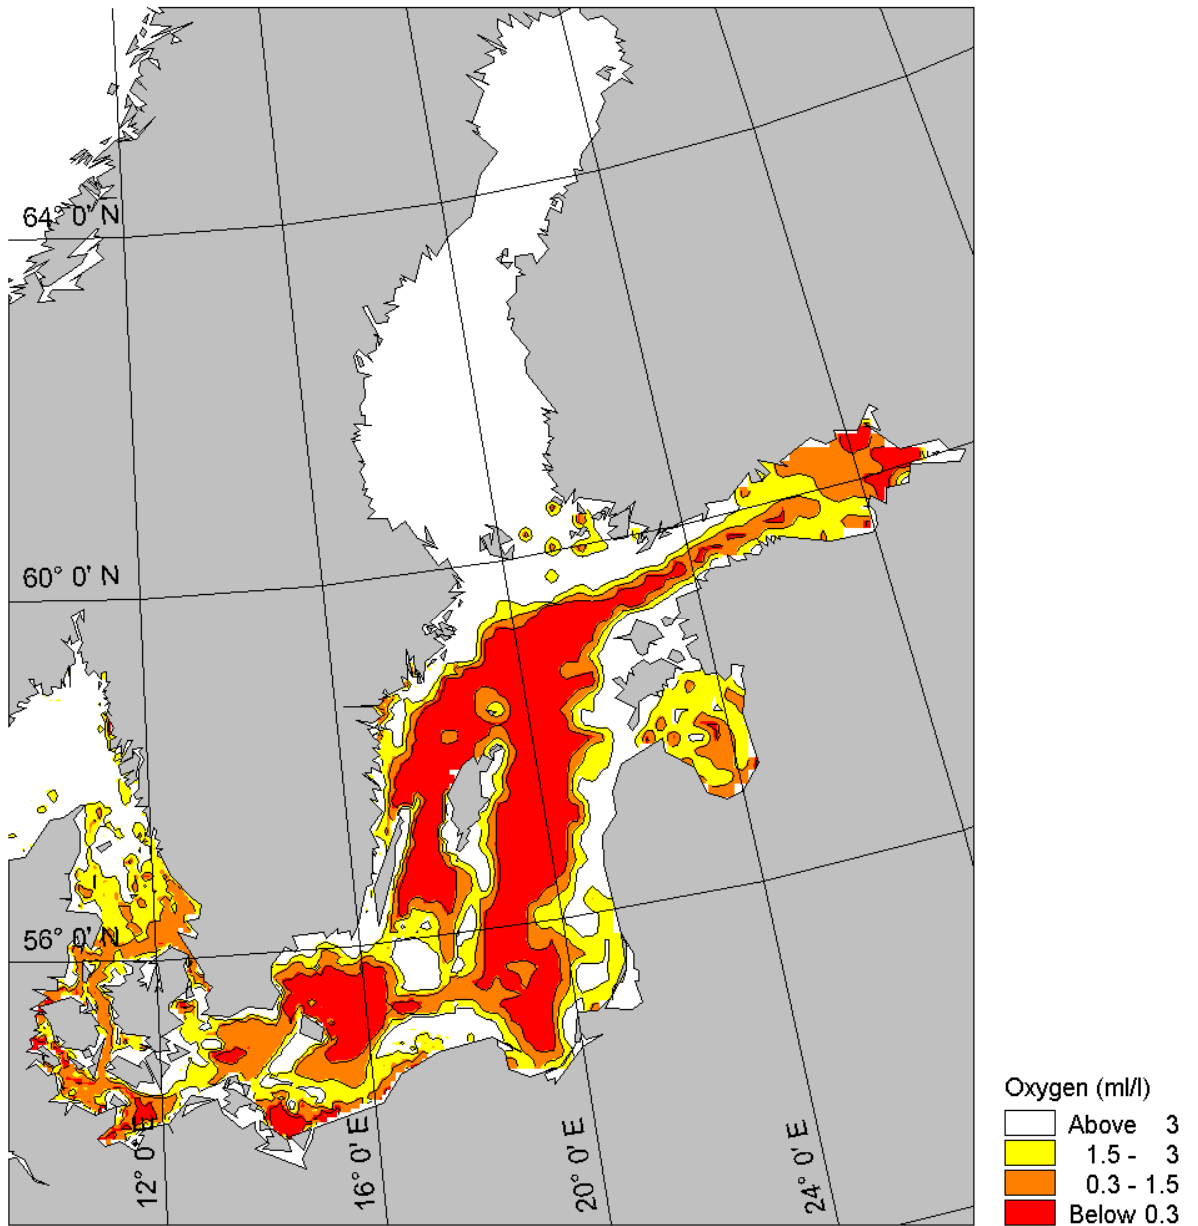 64° 0' N
60° 0' N
56° 0' N
12° 0' E
16° 0' E
20° 0' E
24° 0' E
Oxygen (ml/l)
Above 3
1.5 - 3
0.3 - 1.5
Below 0.3